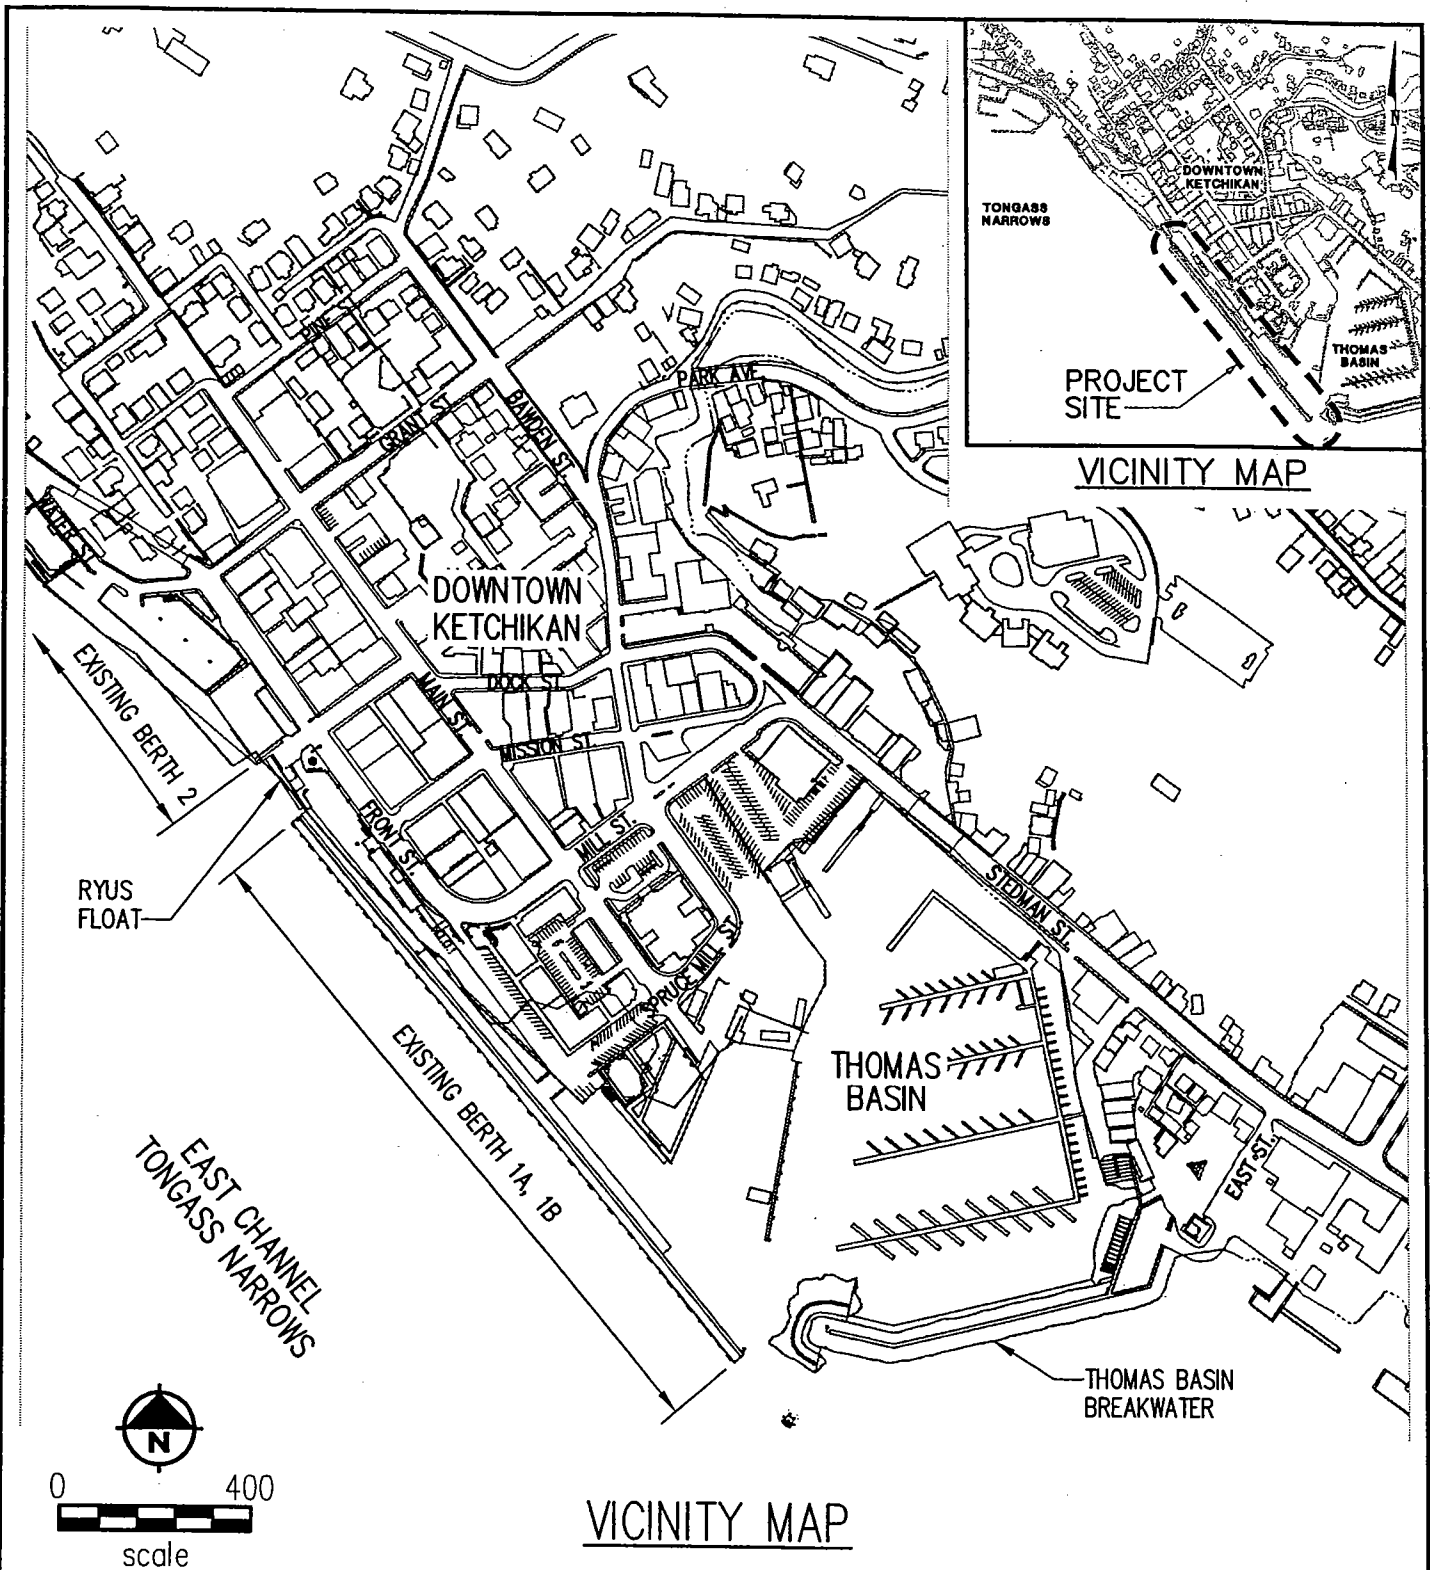 DOWNTOWN
KETCHIKAN
TONGASS
NARROWS
N
THOMAS
BASIN
PROJECT
SITE
VICINITY MAP
PINE ST.
GRANT ST.
BAWDEN ST.
PARK AVE.
WATER ST.
DOWNTOWN
KETCHIKAN
EXISTING BERTH 2
MAIN ST.
DOCK ST.
MISSION ST.
FRONT ST.
MILL ST.
RYUS
FLOAT
STEDMAN ST.
SPRUCE MILL ST.
EXISTING BERTH 1A, 1B
THOMAS
BASIN
EAST ST.
EAST CHANNEL
TONGASS NARROWS
THOMAS BASIN
BREAKWATER
N
0 400
scale
VICINITY MAP